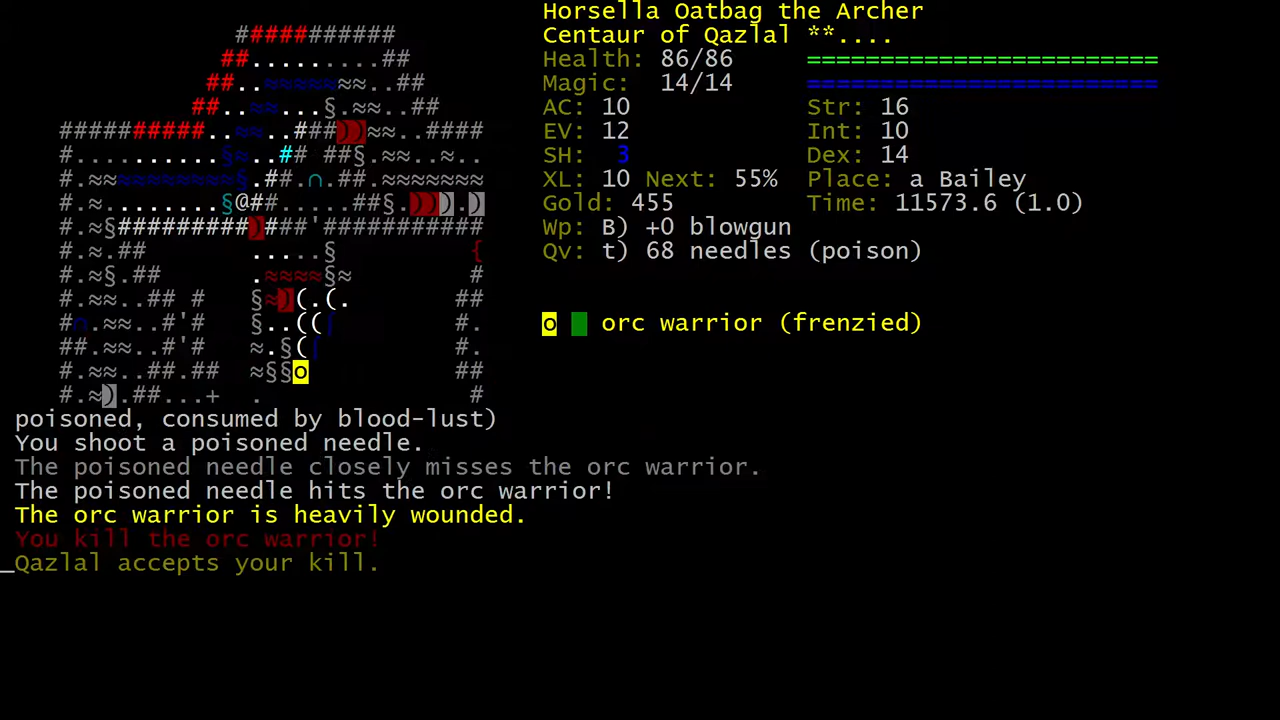 Horsella Oatbag the Archer
Centaur of Qazlal **....
Health: 86/86 ========================
Magic: 14/14 ========================
AC: 10 Str: 16
EV: 12 Int: 10
SH: 3 Dex: 14
XL: 10 Next: 55% Place: a Bailey
Gold: 455 Time: 11573.6 (1.0)
Wp: B) +0 blowgun
Qv: t) 68 needles (poison)
o orc warrior (frenzied)
poisoned, consumed by blood-lust)
You shoot a poisoned needle.
The poisoned needle closely misses the orc warrior.
The poisoned needle hits the orc warrior!
The orc warrior is heavily wounded.
You kill the orc warrior!
_Qazlal accepts your kill.